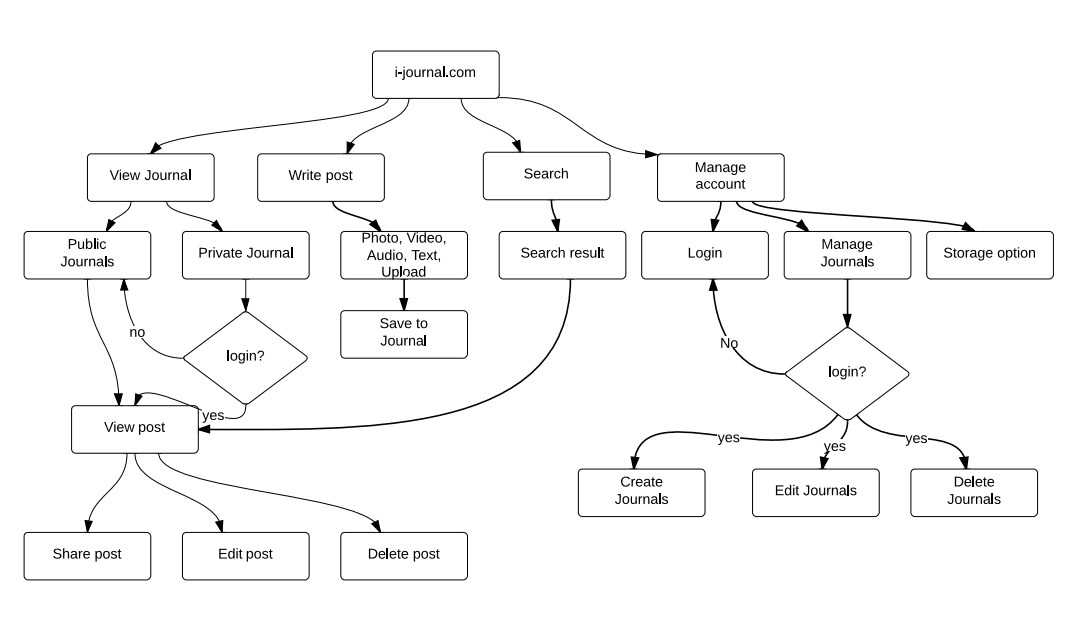 i-journal.com
View Journal
Write post
Search
Manage
account
Public
Journals
Private Journal
Photo, Video,
Audio, Text,
Upload
Search result
Login
Manage
Journals
Storage option
no
login?
Save to
Journal
No
login?
yes
View post
yes
yes
yes
Create
Journals
Edit Journals
Delete
Journals
Share post
Edit post
Delete post